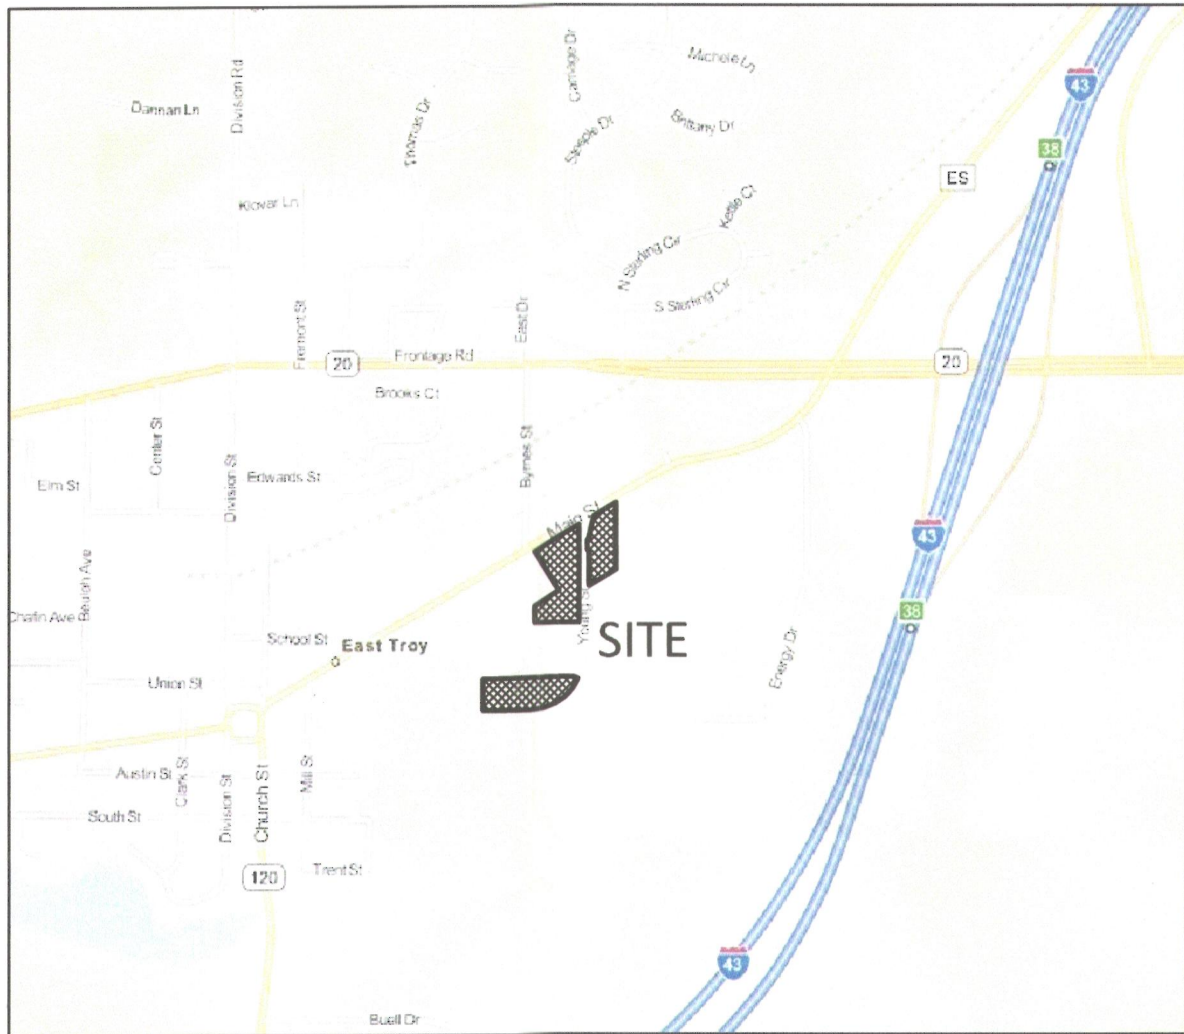 Carriage Dr
Michele Ln
43
Dannan Ln
Division Rd
Thomas Dr
Steeple Dr
Brittany Dr
38
ES
Klovar Ln
Kettle Ct
N Sterling Cir
S Sterling Cir
Fremont St
East Dr
20
Frontage Rd
20
Brooks Ct
Center St
Division St
Edwards St
Byrnes St
Elm St
Main St
43
Beulah Ave
Chafin Ave
38
School St
East Troy
Young St
SITE
Energy Dr
Union St
Austin St
Clark St
Division St
Church St
Mill St
South St
120
Trent St
43
Buell Dr